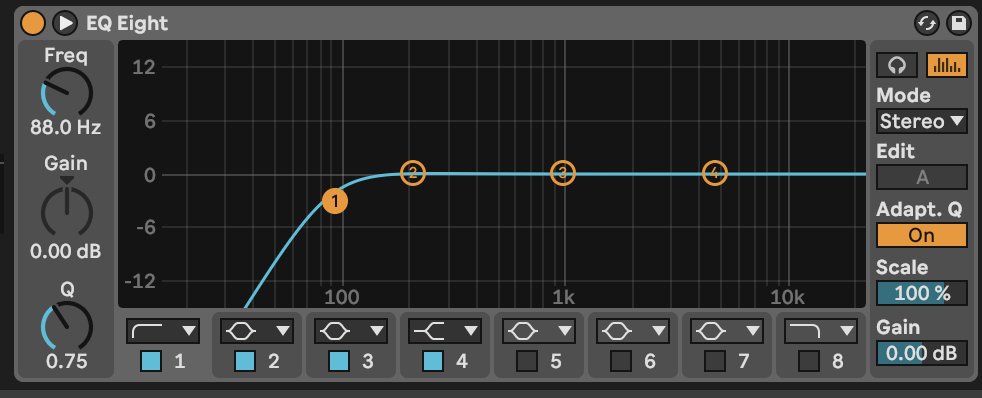 EQ Eight
Freq
88.0 Hz
Gain
0.00 dB
Q
0.75
12
6
0
-6
-12
100 1k 10k
1 2 3 4
1 2 3 4 5 6 7 8
Mode
Stereo
Edit
A
Adapt. Q
On
Scale
100 %
Gain
0.00 dB